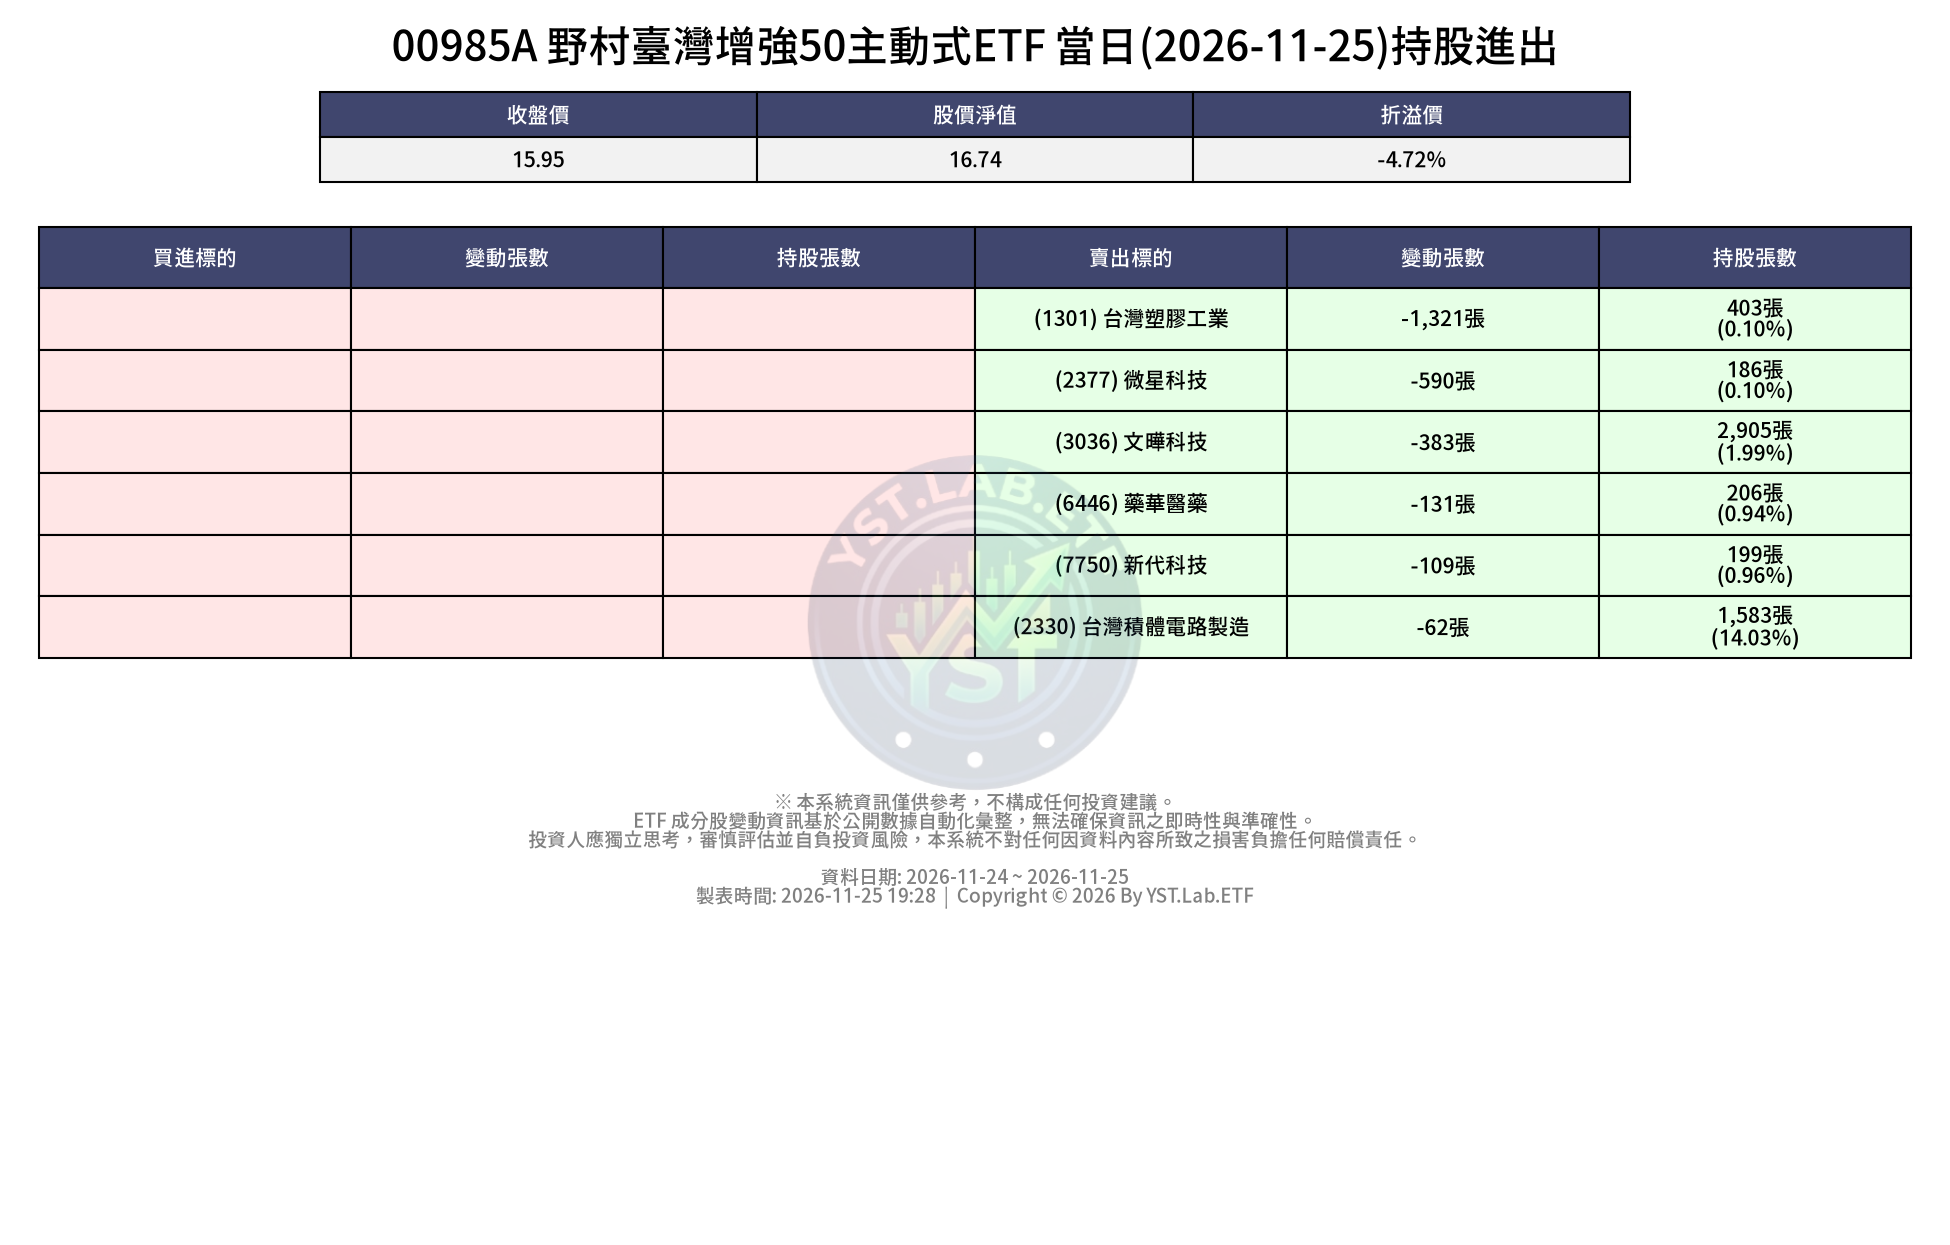 00985A 野村臺灣增強50主動式ETF 當日(2026-11-25)持股進出
收盤價 股價淨值 折溢價
15.95 16.74 -4.72%
買進標的 變動張數 持股張數 賣出標的 變動張數 持股張數
(1301) 台灣塑膠工業 -1,321張 403張
(0.10%)
(2377) 微星科技 -590張 186張
(0.10%)
(3036) 文曄科技 -383張 2,905張
(1.99%)
(6446) 藥華醫藥 -131張 206張
(0.94%)
(7750) 新代科技 -109張 199張
(0.96%)
(2330) 台灣積體電路製造 -62張 1,583張
(14.03%)
YST.LAB.ETF
YST
※ 本系統資訊僅供參考，不構成任何投資建議。
ETF 成分股變動資訊基於公開數據自動化彙整，無法確保資訊之即時性與準確性。
投資人應獨立思考，審慎評估並自負投資風險，本系統不對任何因資料內容所致之損害負擔任何賠償責任。
資料日期: 2026-11-24 ~ 2026-11-25
製表時間: 2026-11-25 19:28 | Copyright © 2026 By YST.Lab.ETF